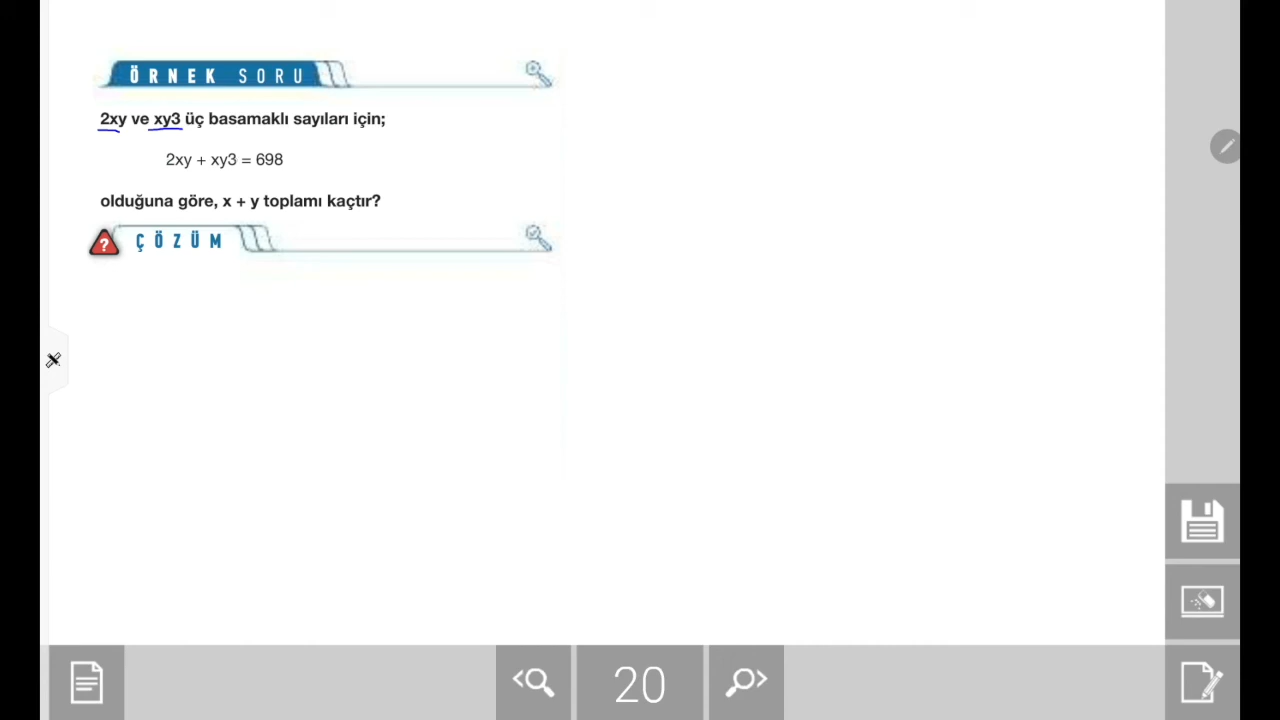 ÖRNEK SORU
2xy ve xy3 üç basamaklı sayıları için;
2xy + xy3 = 698
olduğuna göre, x + y toplamı kaçtır?
? ÇÖZÜM
20